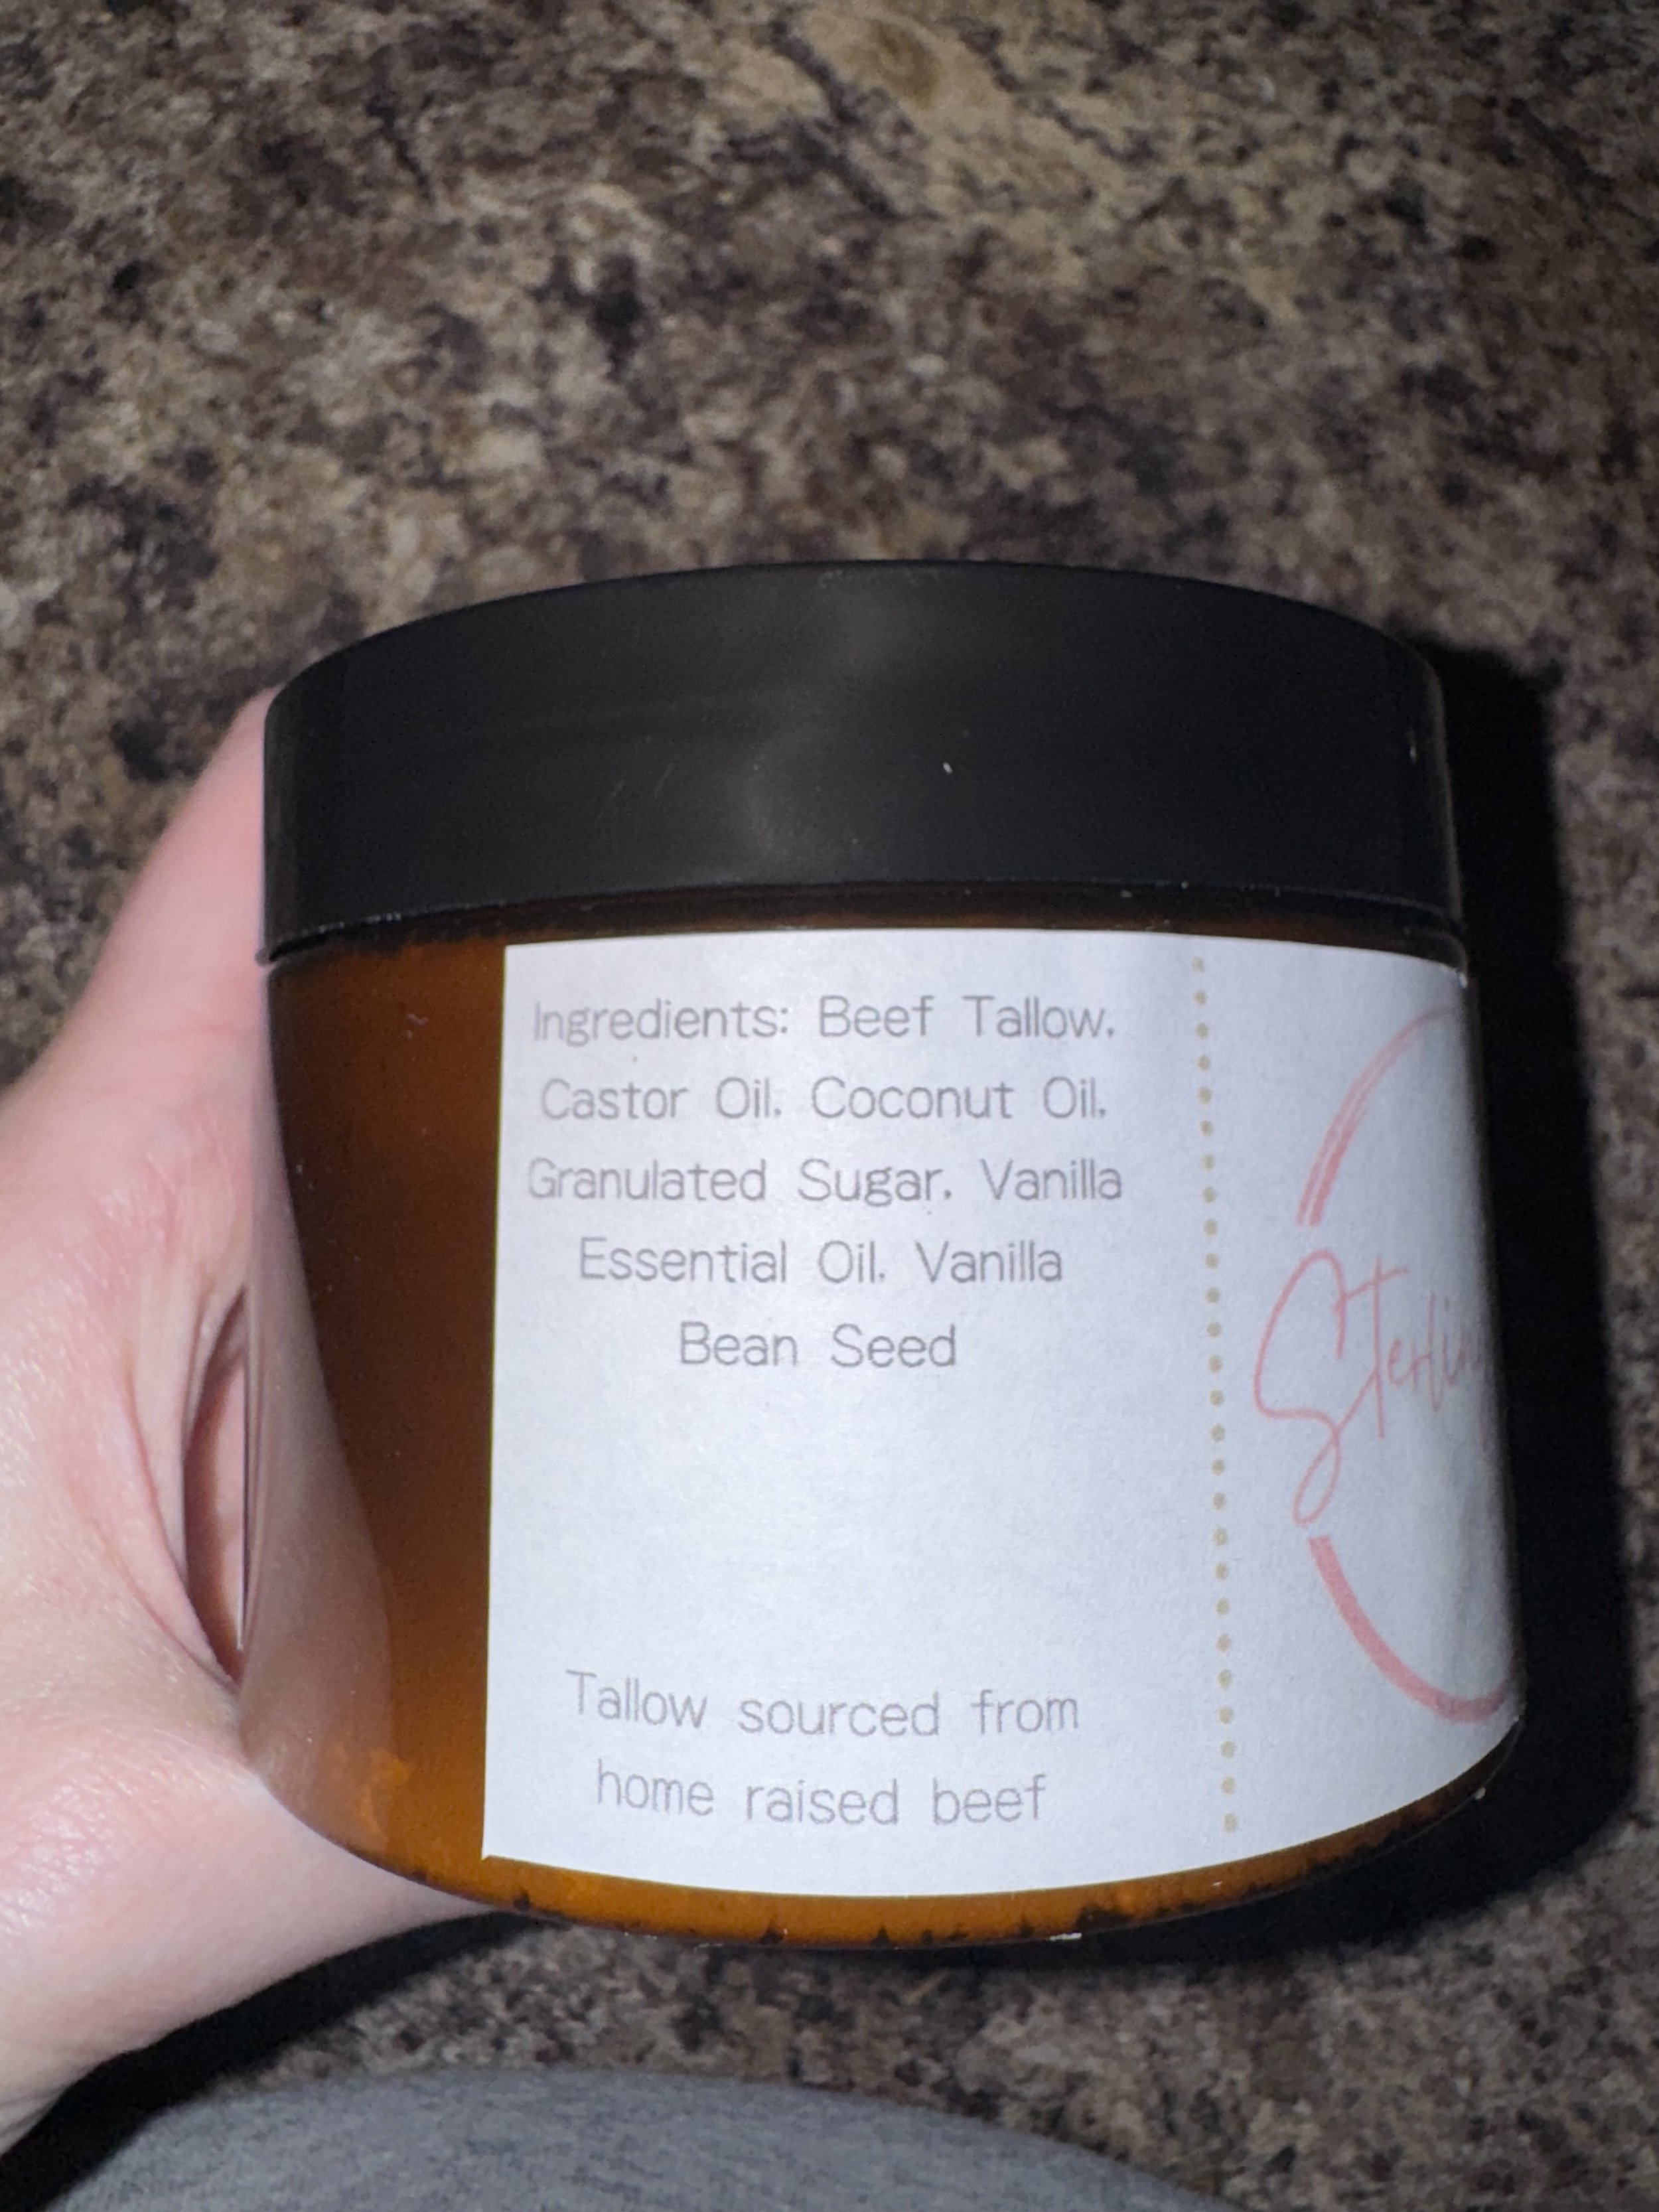 Ingredients: Beef Tallow,
Castor Oil, Coconut Oil,
Granulated Sugar, Vanilla
Essential Oil, Vanilla
Bean Seed
Tallow sourced from
home raised beef